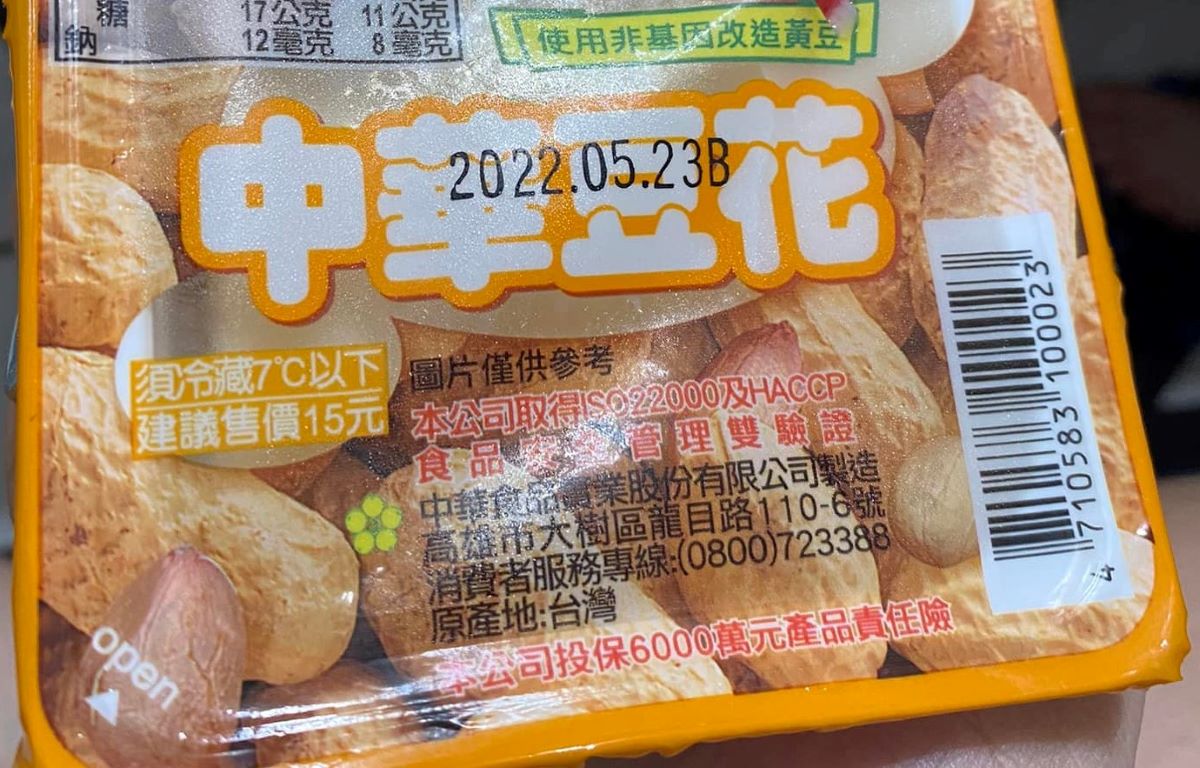 糖 17公克 11公克
鈉 12毫克 8毫克
使用非基因改造黃豆
中華豆花
2022.05.23B
須冷藏7℃以下
建議售價15元
圖片僅供參考
本公司取得ISO22000及HACCP
食品安全管理雙驗證
中華食品實業股份有限公司製造
高雄市大樹區龍目路110-6號
消費者服務專線:(0800)723388
原產地:台灣
本公司投保6000萬元產品責任險
open
4 710583 100023